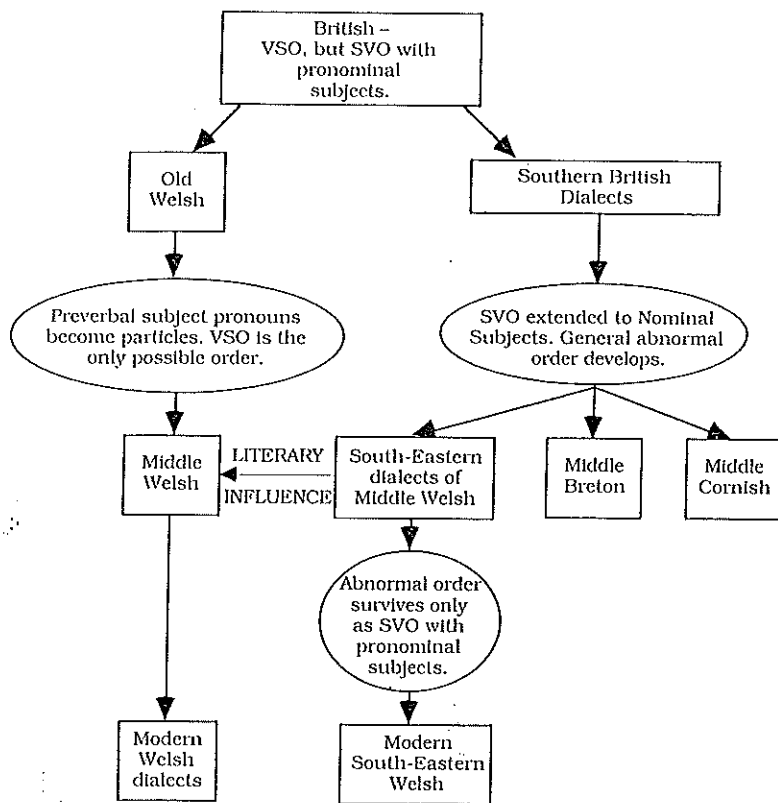 British –
VSO, but SVO with
pronominal
subjects.
Old
Welsh
Southern British
Dialects
Preverbal subject pronouns
become particles. VSO is the
only possible order.
SVO extended to Nominal
Subjects. General abnormal
order develops.
Middle
Welsh
LITERARY
INFLUENCE
South-Eastern
dialects of
Middle Welsh
Middle
Breton
Middle
Cornish
Abnormal order
survives only
as SVO with
pronominal
subjects.
Modern
Welsh
dialects
Modern
South-Eastern
Welsh